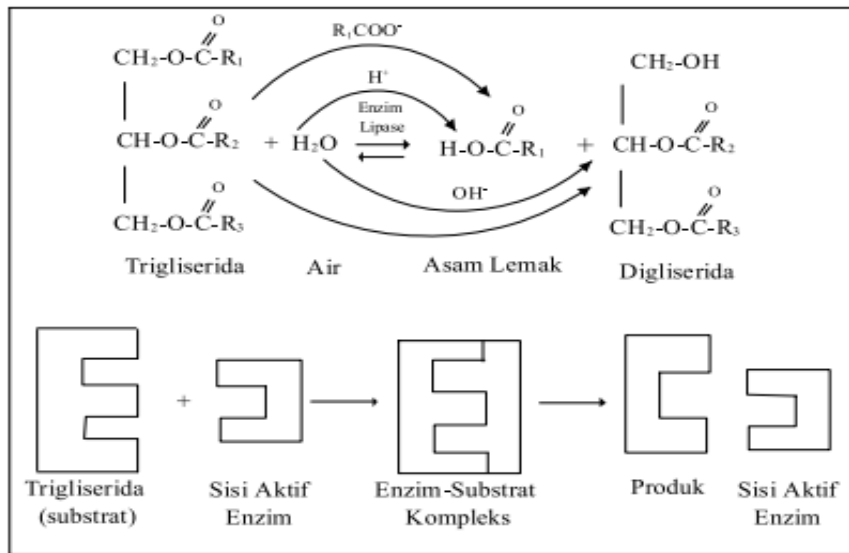 R₁COO⁻
O
CH₂-O-C-R₁
H⁺
O
CH₂-OH
O
Enzim
Lipase
O
CH-O-C-R₂ + H₂O
H-O-C-R₁ + CH-O-C-R₂
O
OH⁻
O
CH₂-O-C-R₃
CH₂-O-C-R₃
Trigliserida Air Asam Lemak Digliserida
+
Trigliserida
(substrat)
Sisi Aktif
Enzim
Enzim-Substrat
Kompleks
Produk
Sisi Aktif
Enzim